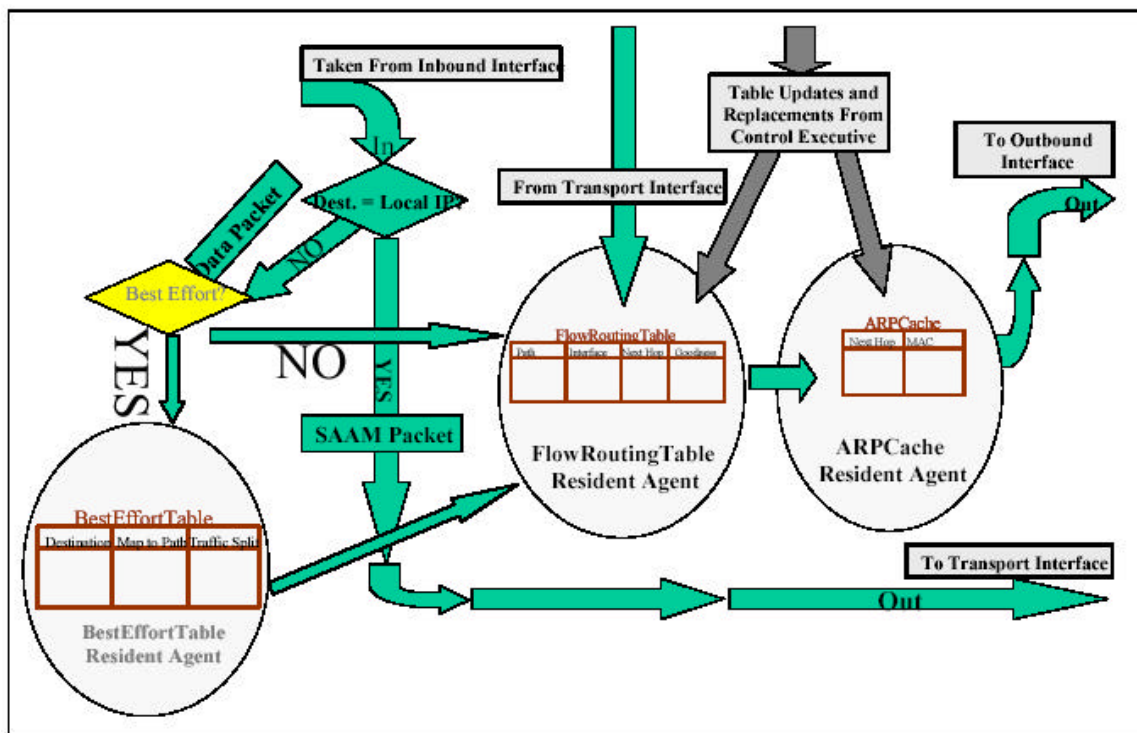 Taken From Inbound Interface
In
Dest. = Local IP?
Data Packet
NO
Best Effort?
YES
NO
YES
SAAM Packet
From Transport Interface
Table Updates and
Replacements From
Control Executive
To Outbound
Interface
Out
FlowRoutingTable
Path Interface Next Hop Goodness
FlowRoutingTable
Resident Agent
ARPCache
Next Hop MAC
ARPCache
Resident Agent
BestEffortTable
Destination Map to Path Traffic Split
BestEffortTable
Resident Agent
To Transport Interface
Out